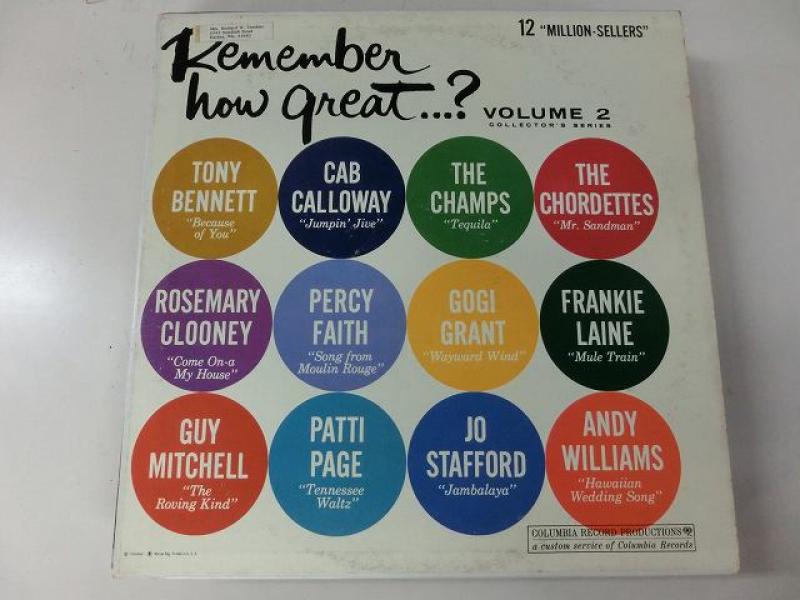 12 "MILLION-SELLERS"
Remember
how great...?
VOLUME 2
COLLECTOR'S SERIES
TONY
BENNETT
"Because
of You"
CAB
CALLOWAY
"Jumpin' Jive"
THE
CHAMPS
"Tequila"
THE
CHORDETTES
"Mr. Sandman"
ROSEMARY
CLOONEY
"Come On-a
My House"
PERCY
FAITH
"Song from
Moulin Rouge"
GOGI
GRANT
"Wayward Wind"
FRANKIE
LAINE
"Mule Train"
GUY
MITCHELL
"The
Roving Kind"
PATTI
PAGE
"Tennessee
Waltz"
JO
STAFFORD
"Jambalaya"
ANDY
WILLIAMS
"Hawaiian
Wedding Song"
COLUMBIA RECORD PRODUCTIONS
a custom service of Columbia Records